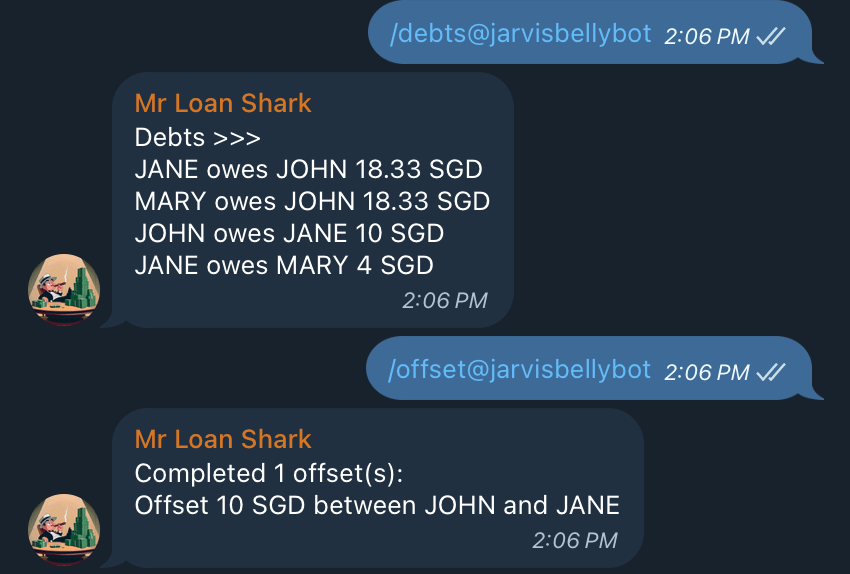 /debts@jarvisbellybot 2:06 PM
Mr Loan Shark
Debts >>>
JANE owes JOHN 18.33 SGD
MARY owes JOHN 18.33 SGD
JOHN owes JANE 10 SGD
JANE owes MARY 4 SGD
2:06 PM
/offset@jarvisbellybot 2:06 PM
Mr Loan Shark
Completed 1 offset(s):
Offset 10 SGD between JOHN and JANE
2:06 PM